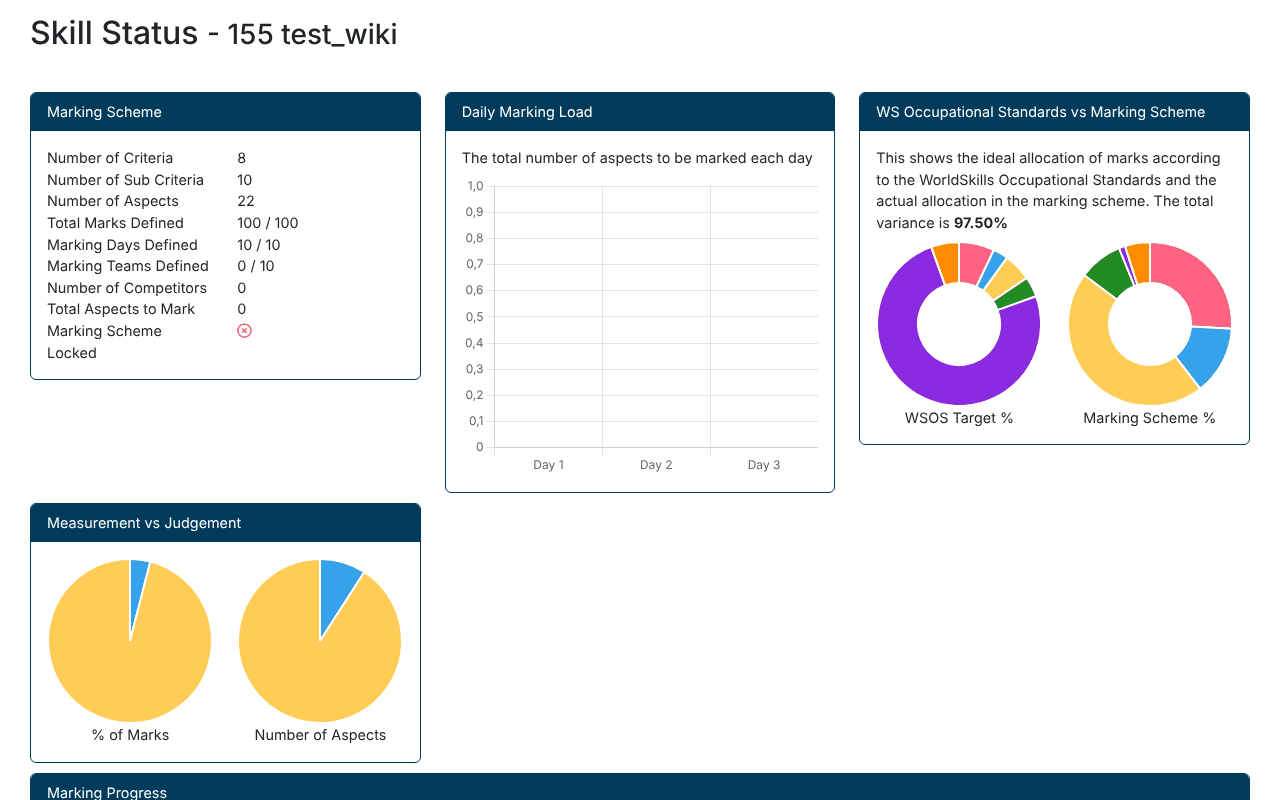 Skill Status - 155 test_wiki
Marking Scheme
Number of Criteria 8
Number of Sub Criteria 10
Number of Aspects 22
Total Marks Defined 100 / 100
Marking Days Defined 10 / 10
Marking Teams Defined 0 / 10
Number of Competitors 0
Total Aspects to Mark 0
Marking Scheme
Locked
Daily Marking Load
The total number of aspects to be marked each day
1,0
0,9
0,8
0,7
0,6
0,5
0,4
0,3
0,2
0,1
0
Day 1 Day 2 Day 3
WS Occupational Standards vs Marking Scheme
This shows the ideal allocation of marks according
to the WorldSkills Occupational Standards and the
actual allocation in the marking scheme. The total
variance is 97.50%
WSOS Target % Marking Scheme %
Measurement vs Judgement
% of Marks Number of Aspects
Marking Progress